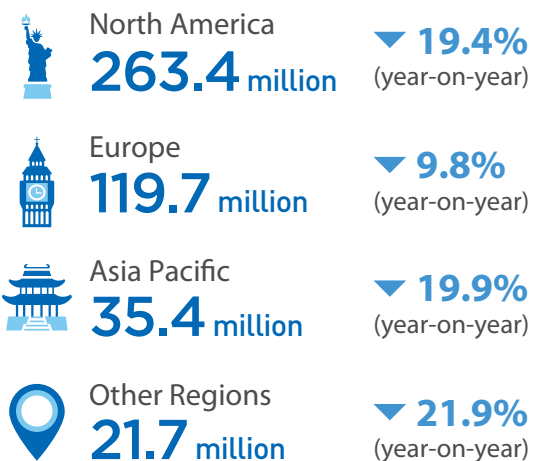 North America
263.4 million
▼ 19.4%
(year-on-year)
Europe
119.7 million
▼ 9.8%
(year-on-year)
Asia Pacific
35.4 million
▼ 19.9%
(year-on-year)
Other Regions
21.7 million
▼ 21.9%
(year-on-year)